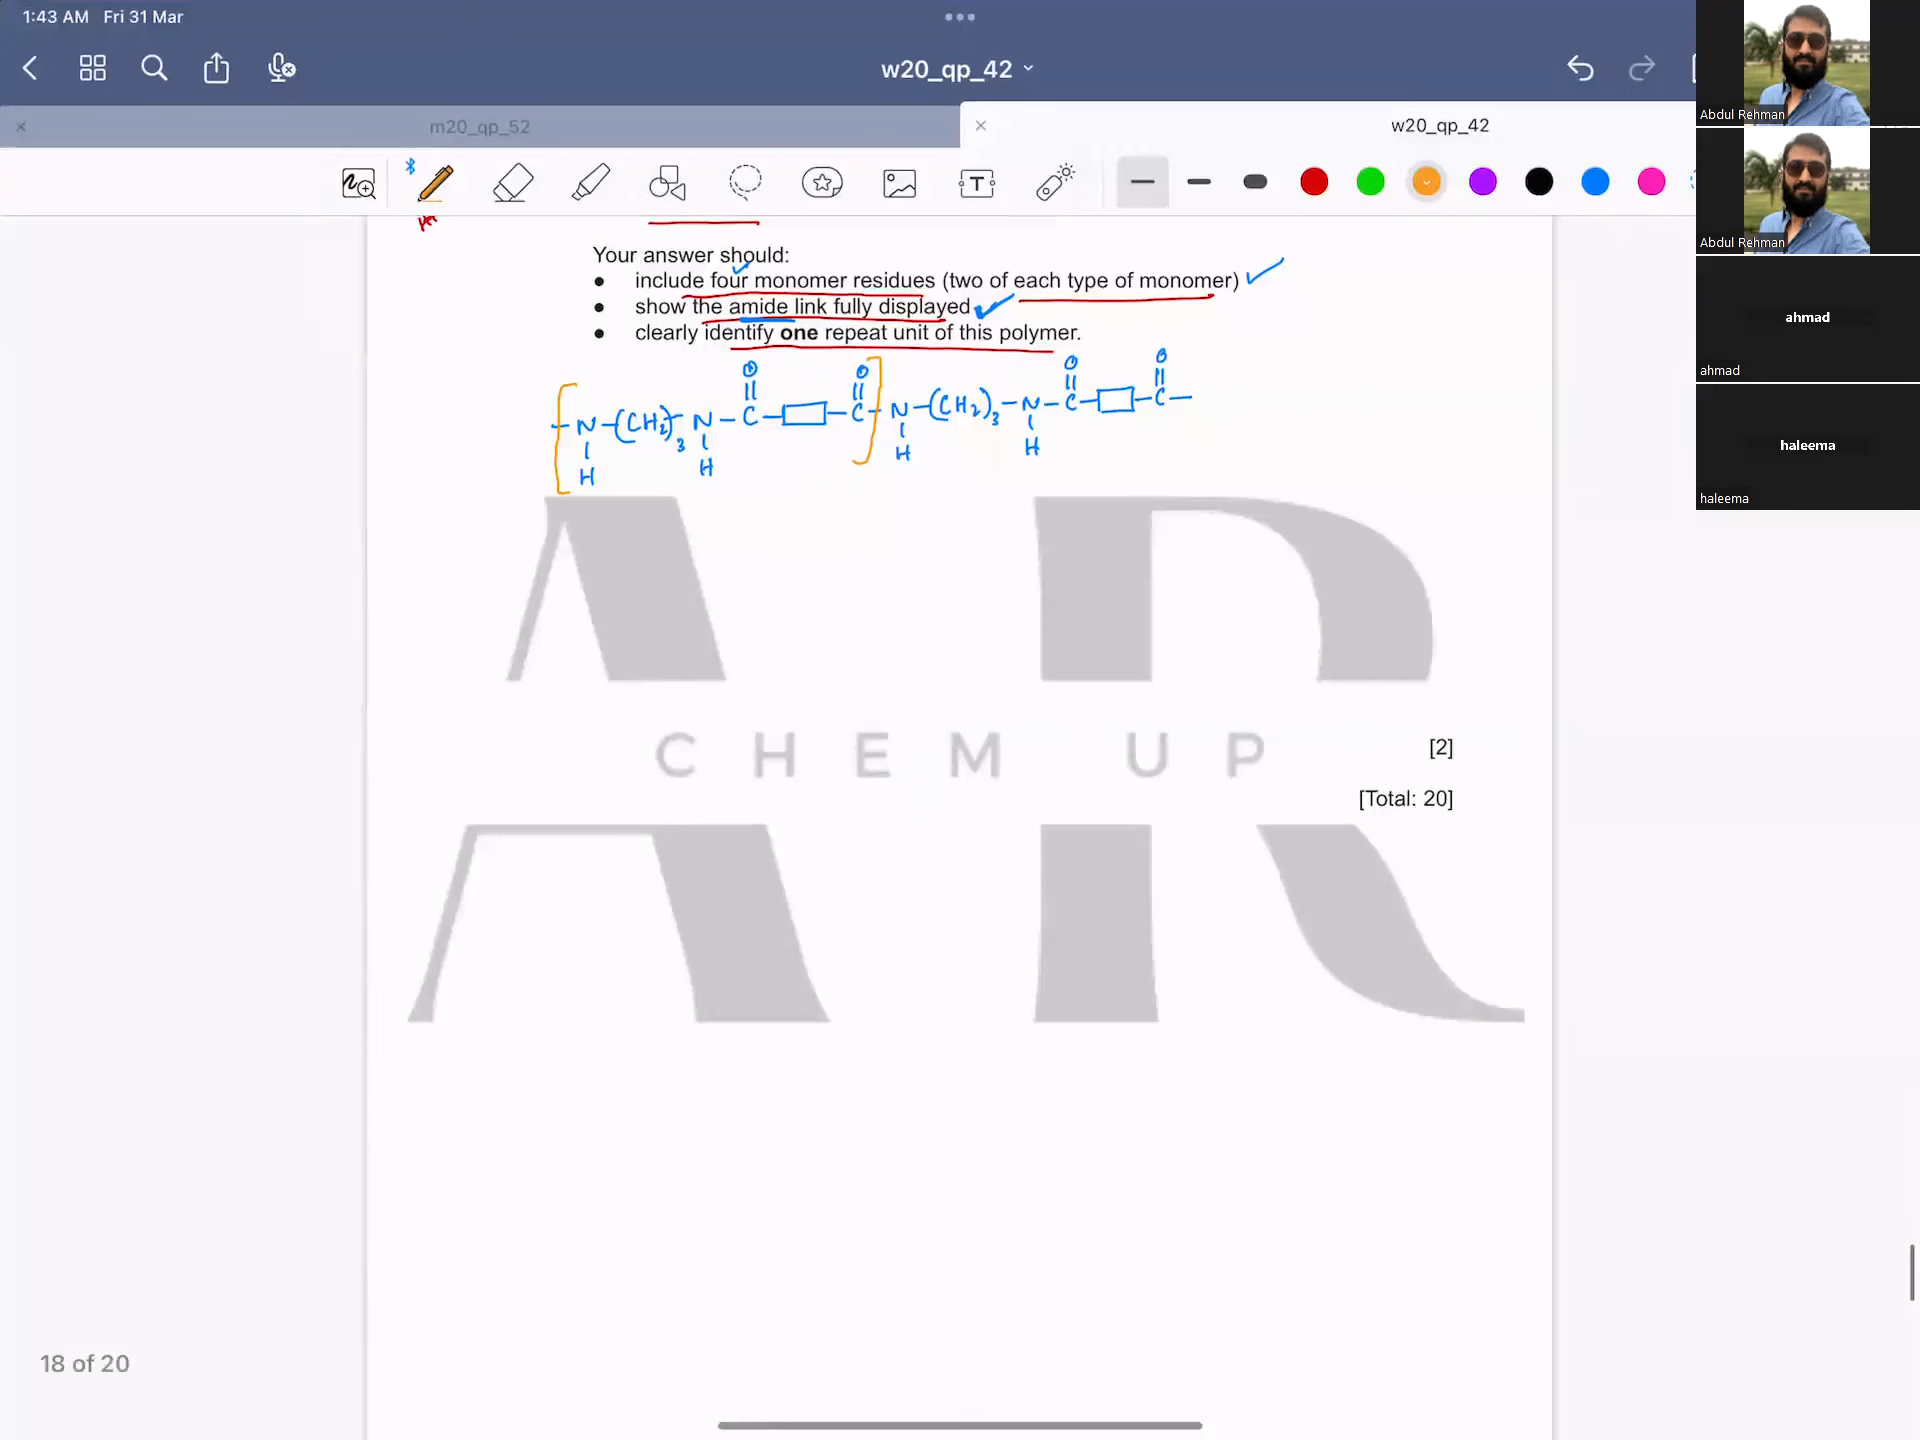 1:43 AM Fri 31 Mar
w20_qp_42
m20_qp_52
w20_qp_42
T
Abdul Rehman
Abdul Rehman
ahmad
ahmad
haleema
haleema
Your answer should:
● include four monomer residues (two of each type of monomer)
● show the amide link fully displayed
● clearly identify one repeat unit of this polymer.
O O O O
N (CH₂)₃ N C C N (CH₂)₃ N C C
H H H H
CHEM UP
[2]
[Total: 20]
A R
18 of 20